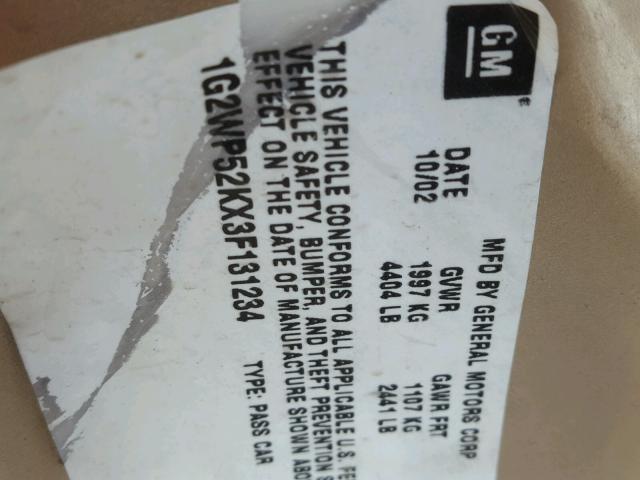 GM
MFD BY GENERAL MOTORS CORP
DATE GVWR GAWR FRT
10/02 1997 KG 1107 KG
4404 LB 2441 LB
THIS VEHICLE CONFORMS TO ALL APPLICABLE U.S. FE
VEHICLE SAFETY, BUMPER, AND THEFT PREVENTION S
EFFECT ON THE DATE OF MANUFACTURE SHOWN ABO
1G2WP52KX3F131234 TYPE: PASS CAR